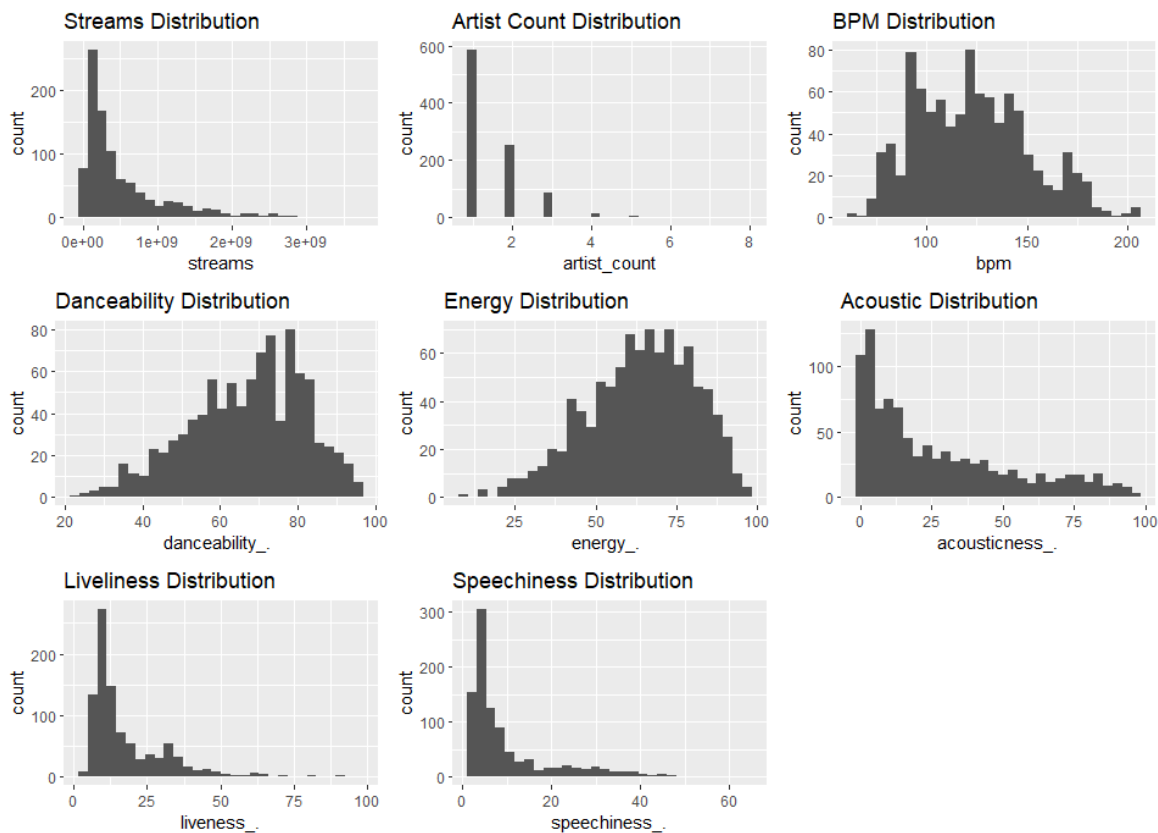 Streams Distribution
count
200
100
0
0e+00 1e+09 2e+09 3e+09
streams
Artist Count Distribution
count
600
400
200
0
2 4 6 8
artist_count
BPM Distribution
count
80
60
40
20
0
100 150 200
bpm
Danceability Distribution
count
80
60
40
20
0
20 40 60 80 100
danceability_.
Energy Distribution
count
60
40
20
0
25 50 75 100
energy_.
Acoustic Distribution
count
100
50
0
0 25 50 75 100
acousticness_.
Liveliness Distribution
count
200
100
0
0 25 50 75 100
liveness_.
Speechiness Distribution
count
300
200
100
0
0 20 40 60
speechiness_.